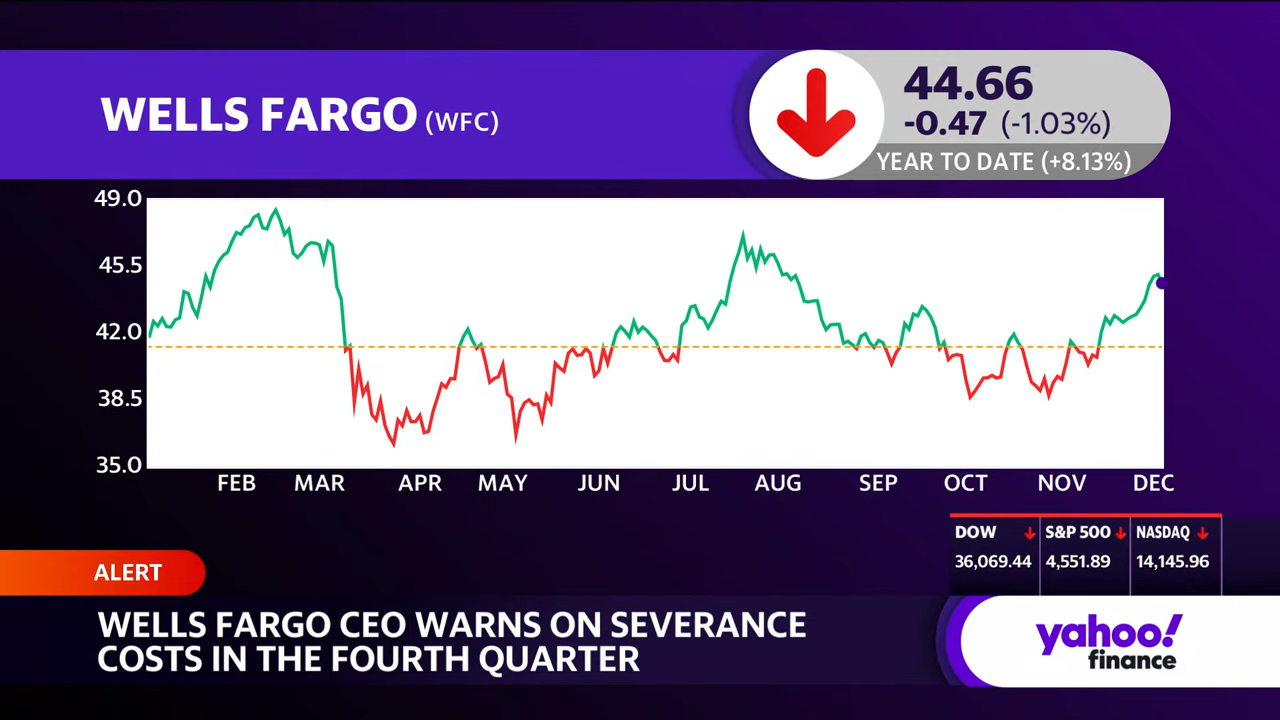 WELLS FARGO (WFC)
44.66
-0.47 (-1.03%)
YEAR TO DATE (+8.13%)
49.0
45.5
42.0
38.5
35.0
FEB MAR APR MAY JUN JUL AUG SEP OCT NOV DEC
DOW S&P 500 NASDAQ
36,069.44 4,551.89 14,145.96
ALERT
WELLS FARGO CEO WARNS ON SEVERANCE
COSTS IN THE FOURTH QUARTER
yahoo!
finance